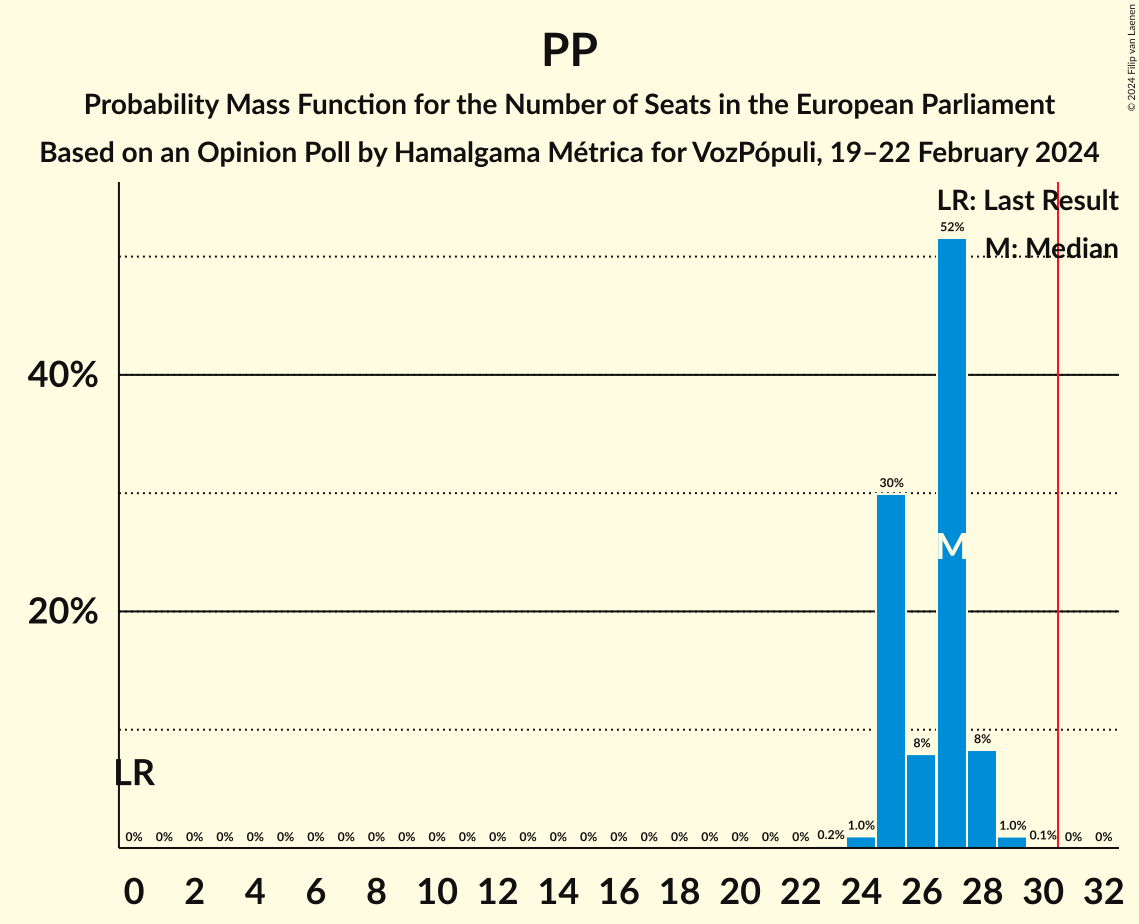 PP
Probability Mass Function for the Number of Seats in the European Parliament
Based on an Opinion Poll by Hamalgama Métrica for VozPópuli, 19–22 February 2024
© 2024 Filip van Laenen
LR: Last Result
M: Median
52%
40%
30%
M
20%
8% 8%
LR
0% 0% 0% 0% 0% 0% 0% 0% 0% 0% 0% 0% 0% 0% 0% 0% 0% 0% 0% 0% 0% 0% 0% 0.2% 1.0% 1.0% 0.1% 0% 0%
0 2 4 6 8 10 12 14 16 18 20 22 24 26 28 30 32